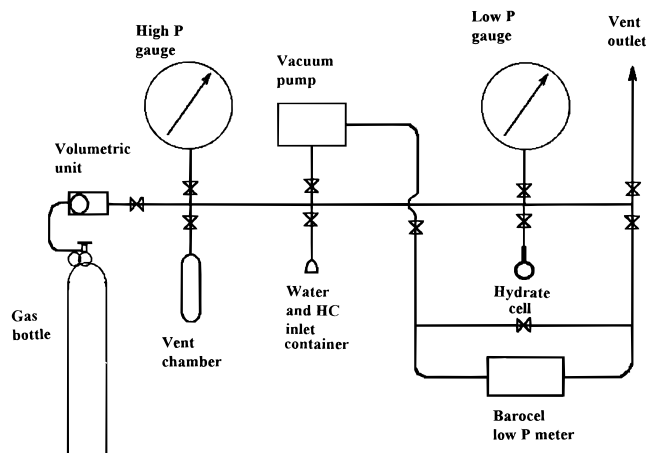 High P
gauge
Low P
gauge
Vent
outlet
Vacuum
pump
Volumetric
unit
Gas
bottle
Vent
chamber
Water
and HC
inlet
container
Hydrate
cell
Barocel
low P meter